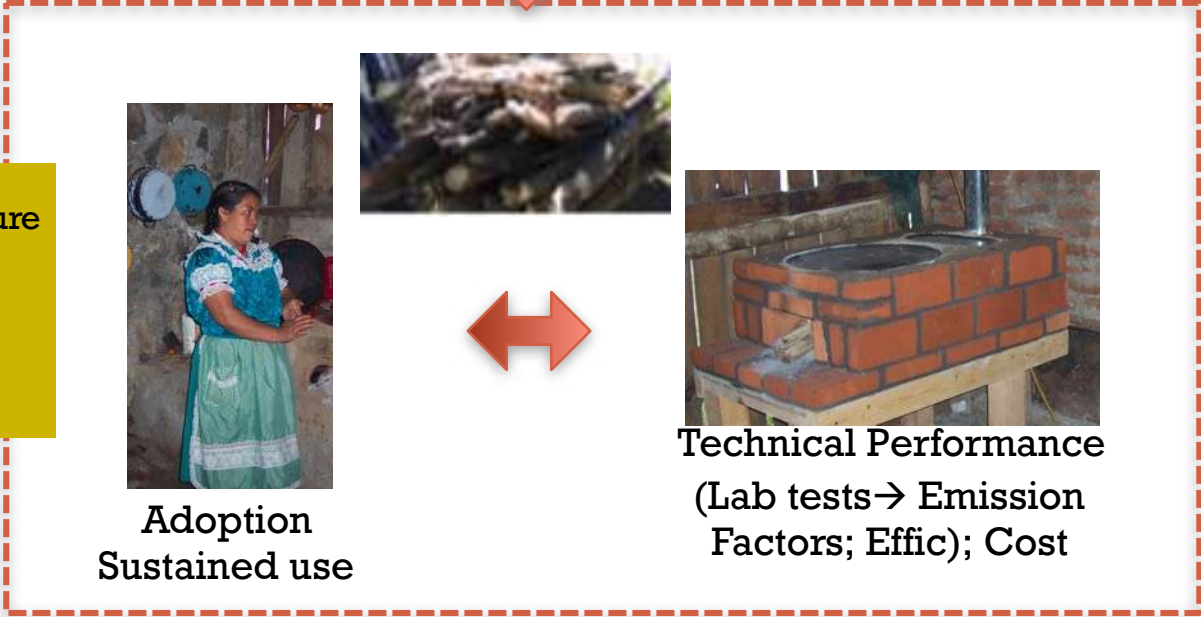 Adoption
Sustained use
Technical Performance
(Lab tests→ Emission
Factors; Effic); Cost